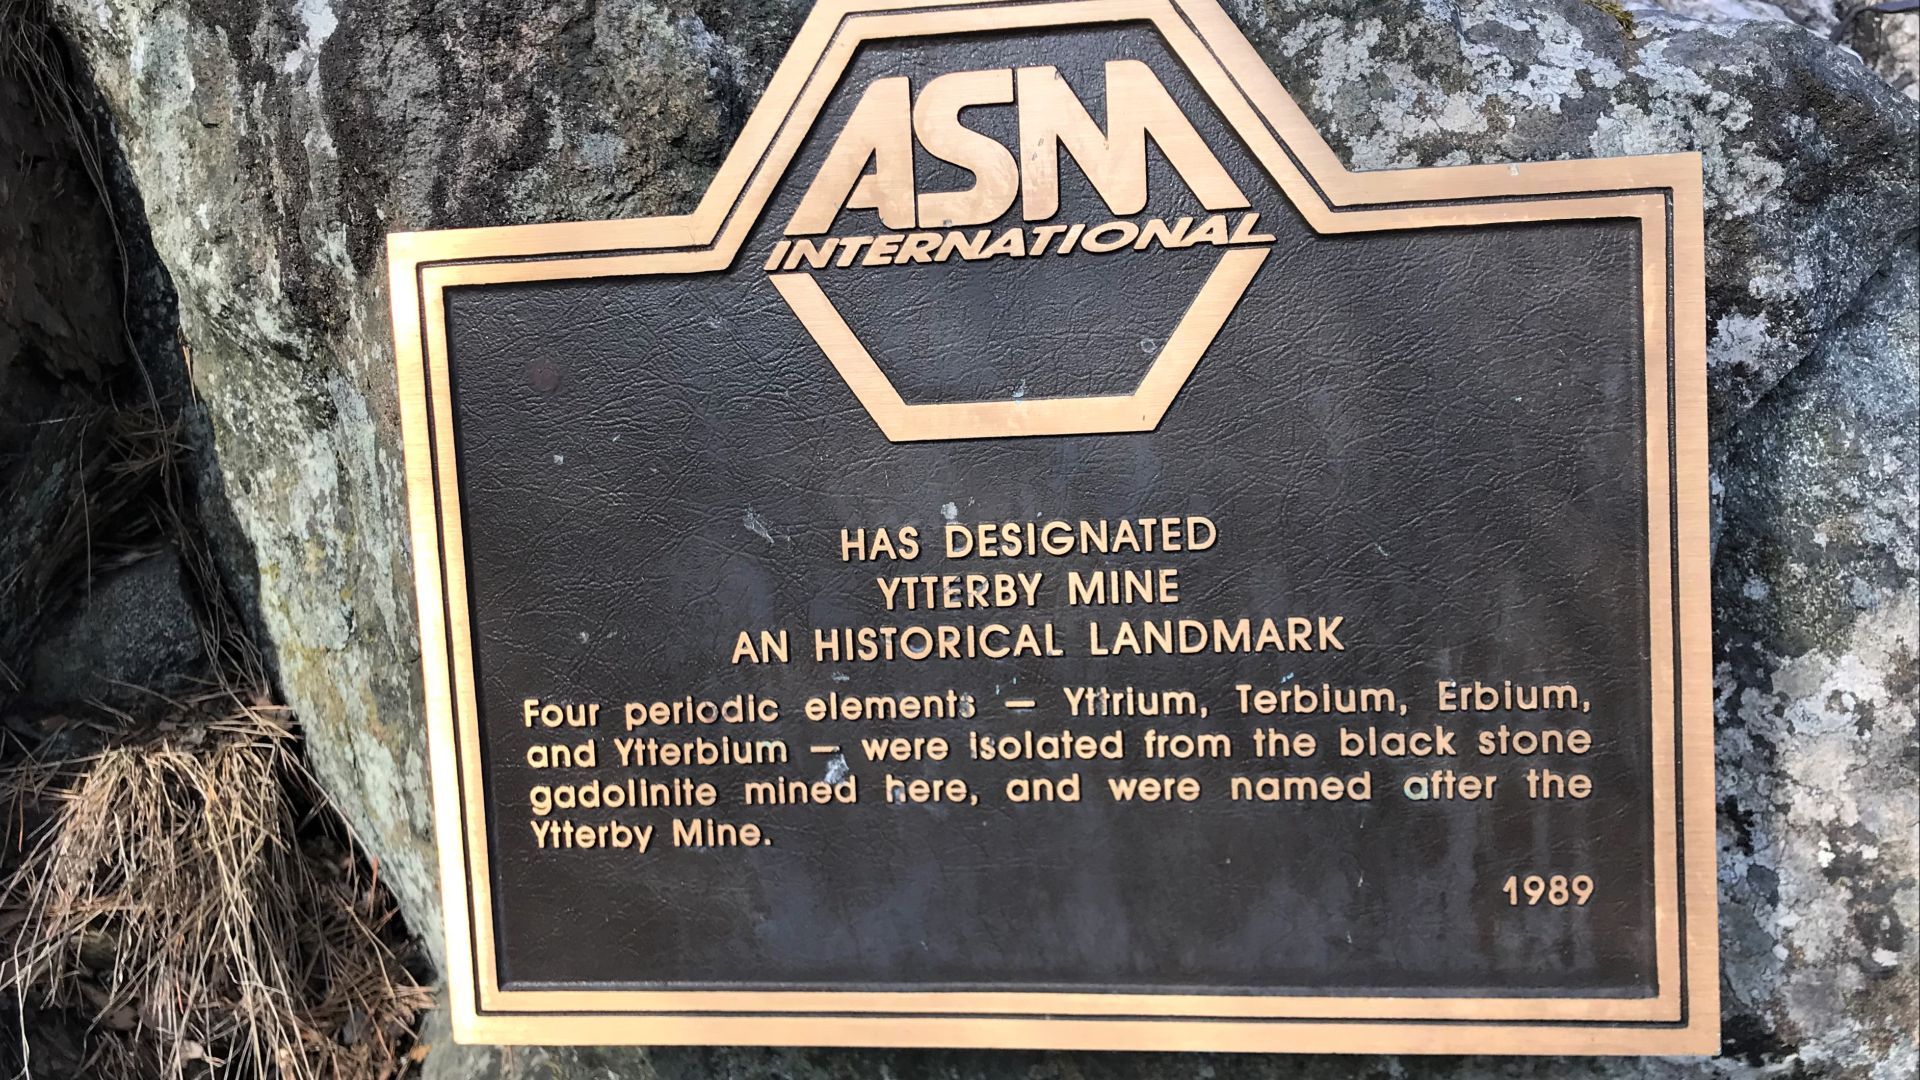 ASM
INTERNATIONAL
HAS DESIGNATED
YTTERBY MINE
AN HISTORICAL LANDMARK
Four periodic elements — Yttrium, Terbium, Erbium,
and Ytterbium — were isolated from the black stone
gadolinite mined here, and were named after the
Ytterby Mine.
1989